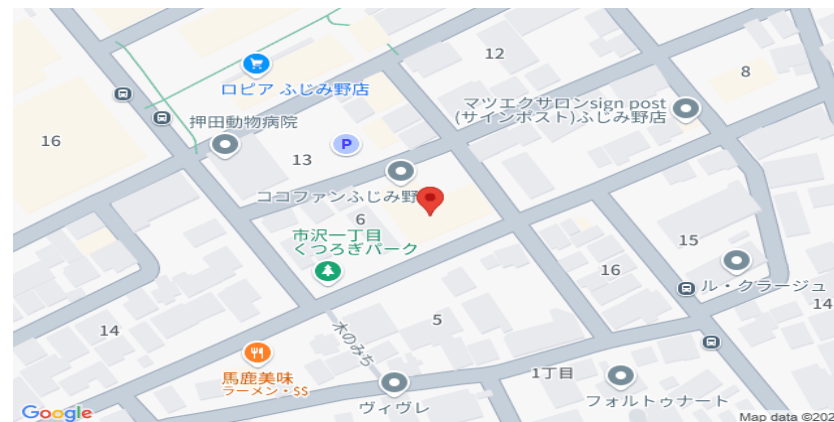 12
8
ロピア ふじみ野店
マツエクサロンsign post
(サインポスト)ふじみ野店
押田動物病院
16
13
P
ココファンふじみ野
6
市沢一丁目
くつろぎパーク
15
16
ル・クラージュ
14
14
5
木のみち
馬鹿美味
ラーメン・$S
1丁目
ヴィヴレ
フォルトゥナート
Google
Map data ©202